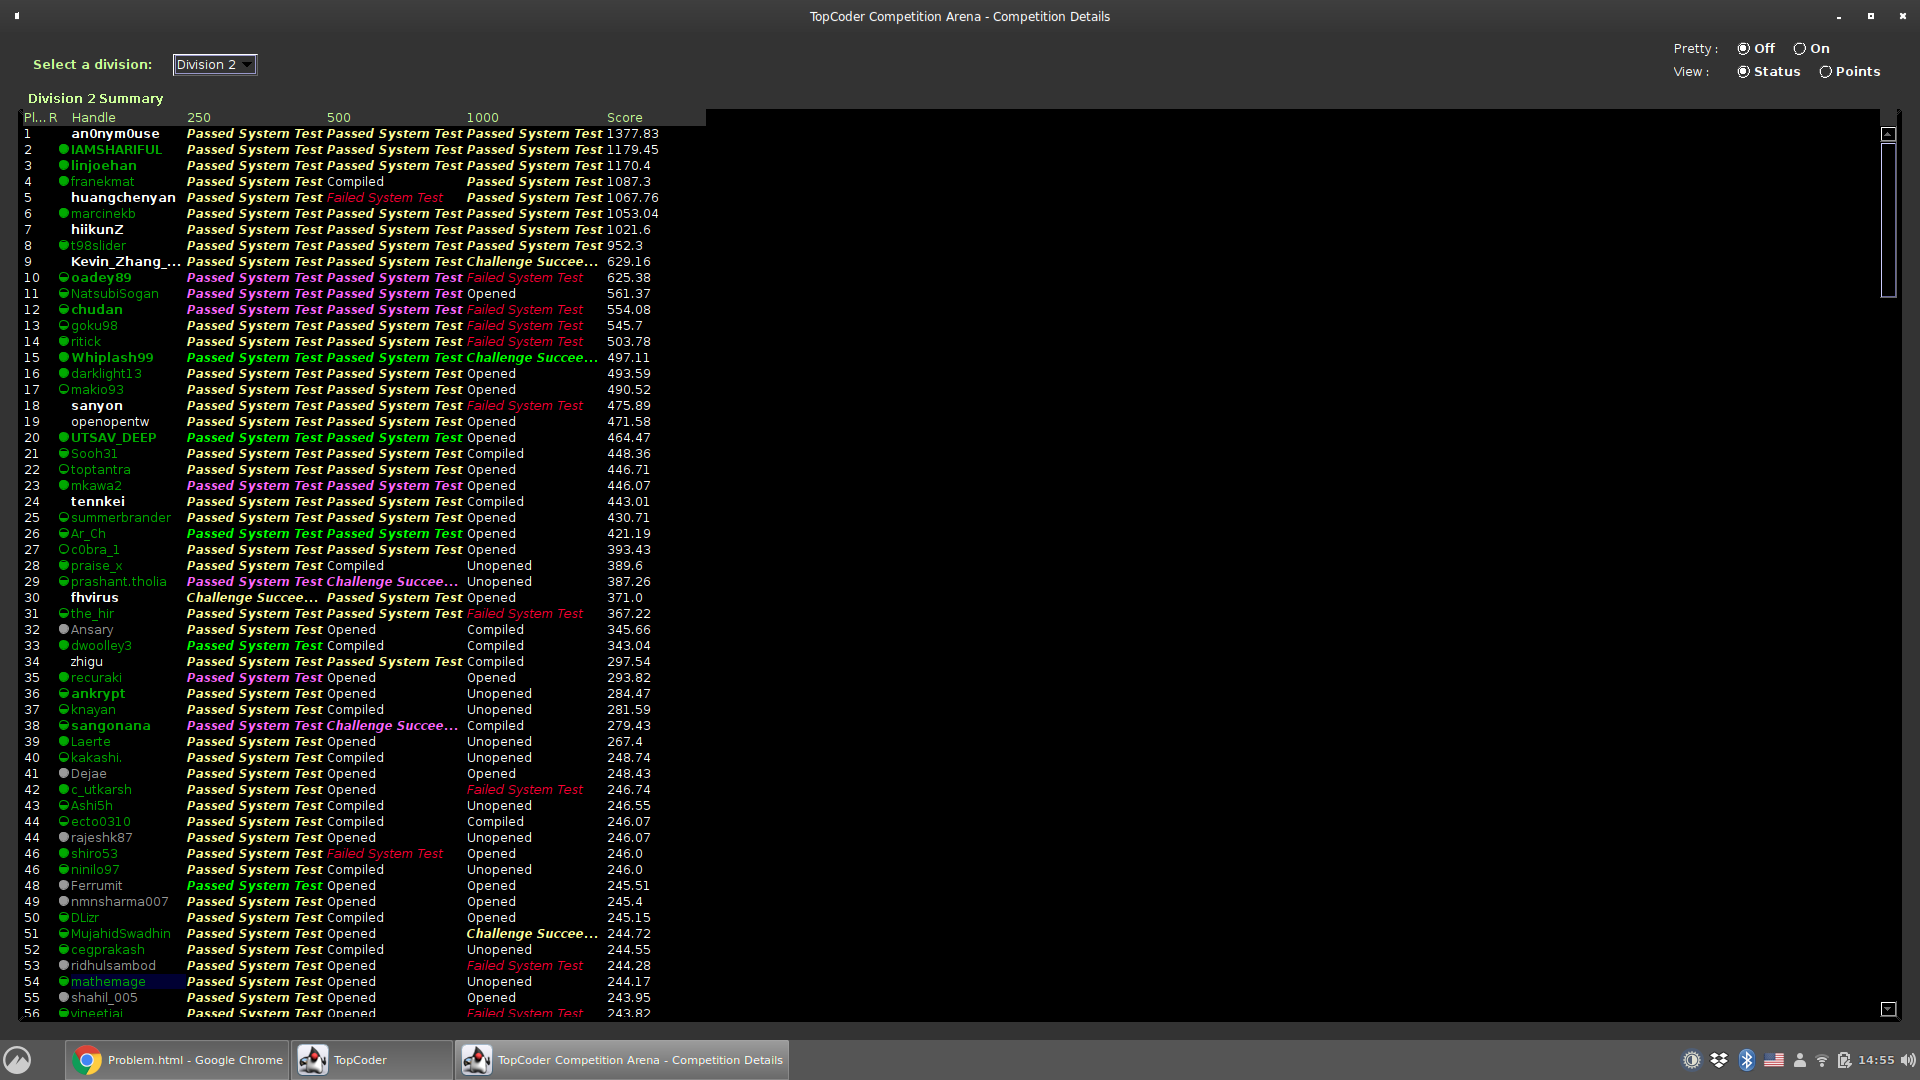 TopCoder Competition Arena - Competition Details
Pretty : Off On
Select a division: Division 2
View : Status Points
Division 2 Summary
Pl... R Handle 250 500 1000 Score
1 an0nym0use Passed System Test Passed System Test Passed System Test 1377.83
2 IAMSHARIFUL Passed System Test Passed System Test Passed System Test 1179.45
3 linjoehan Passed System Test Passed System Test Passed System Test 1170.4
4 franekmat Passed System Test Compiled Passed System Test 1087.3
5 huangchenyan Passed System Test Failed System Test Passed System Test 1067.76
6 marcinekb Passed System Test Passed System Test Passed System Test 1053.04
7 hiikunZ Passed System Test Passed System Test Passed System Test 1021.6
8 t98slider Passed System Test Passed System Test Passed System Test 952.3
9 Kevin_Zhang_... Passed System Test Passed System Test Challenge Succee... 629.16
10 oadey89 Passed System Test Passed System Test Failed System Test 625.38
11 NatsubiSogan Passed System Test Passed System Test Opened 561.37
12 chudan Passed System Test Passed System Test Failed System Test 554.08
13 goku98 Passed System Test Passed System Test Failed System Test 545.7
14 ritick Passed System Test Passed System Test Failed System Test 503.78
15 Whiplash99 Passed System Test Passed System Test Challenge Succee... 497.11
16 darklight13 Passed System Test Passed System Test Opened 493.59
17 makio93 Passed System Test Passed System Test Opened 490.52
18 sanyon Passed System Test Passed System Test Failed System Test 475.89
19 openopentw Passed System Test Passed System Test Opened 471.58
20 UTSAV_DEEP Passed System Test Passed System Test Opened 464.47
21 Sooh31 Passed System Test Passed System Test Compiled 448.36
22 toptantra Passed System Test Passed System Test Opened 446.71
23 mkawa2 Passed System Test Passed System Test Opened 446.07
24 tennkei Passed System Test Passed System Test Compiled 443.01
25 summerbrander Passed System Test Passed System Test Opened 430.71
26 Ar_Ch Passed System Test Passed System Test Opened 421.19
27 c0bra_1 Passed System Test Passed System Test Opened 393.43
28 praise_x Passed System Test Compiled Unopened 389.6
29 prashant.tholia Passed System Test Challenge Succee... Unopened 387.26
30 fhvirus Challenge Succee... Passed System Test Opened 371.0
31 the_hir Passed System Test Passed System Test Failed System Test 367.22
32 Ansary Passed System Test Opened Compiled 345.66
33 dwoolley3 Passed System Test Compiled Compiled 343.04
34 zhigu Passed System Test Passed System Test Compiled 297.54
35 recuraki Passed System Test Opened Opened 293.82
36 ankrypt Passed System Test Opened Unopened 284.47
37 knayan Passed System Test Compiled Unopened 281.59
38 sangonana Passed System Test Challenge Succee... Compiled 279.43
39 Laerte Passed System Test Opened Unopened 267.4
40 kakashi. Passed System Test Compiled Unopened 248.74
41 Dejae Passed System Test Opened Opened 248.43
42 c_utkarsh Passed System Test Opened Failed System Test 246.74
43 Ashi5h Passed System Test Compiled Unopened 246.55
44 ecto0310 Passed System Test Compiled Compiled 246.07
44 rajeshk87 Passed System Test Opened Unopened 246.07
46 shiro53 Passed System Test Failed System Test Opened 246.0
46 ninilo97 Passed System Test Compiled Unopened 246.0
48 Ferrumit Passed System Test Opened Opened 245.51
49 nmnsharma007 Passed System Test Opened Opened 245.4
50 DLizr Passed System Test Compiled Opened 245.15
51 MujahidSwadhin Passed System Test Opened Challenge Succee... 244.72
52 cegprakash Passed System Test Compiled Unopened 244.55
53 ridhulsambod Passed System Test Opened Failed System Test 244.28
54 mathemage Passed System Test Opened Unopened 244.17
55 shahil_005 Passed System Test Opened Opened 243.95
56 vineetjai Passed System Test Opened Failed System Test 243.82
Problem.html - Google Chrome TopCoder TopCoder Competition Arena - Competition Details 14:55